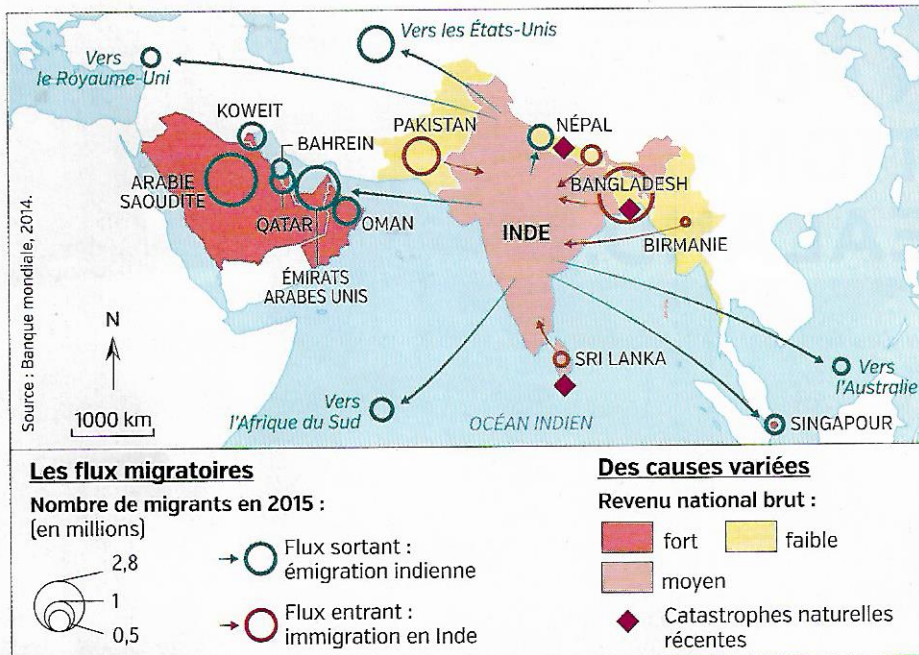 Vers les États-Unis
Vers
le Royaume-Uni
KOWEIT
BAHREIN
PAKISTAN
NÉPAL
ARABIE
SAOUDITE
QATAR
OMAN
BANGLADESH
INDE
BIRMANIE
ÉMIRATS
ARABES UNIS
SRI LANKA
Vers
l'Australie
Vers
l'Afrique du Sud
OCÉAN INDIEN
SINGAPOUR
N
1000 km
Source : Banque mondiale, 2014.
Les flux migratoires
Nombre de migrants en 2015 :
(en millions)
2,8
1
0,5
Flux sortant :
émigration indienne
Flux entrant :
immigration en Inde
Des causes variées
Revenu national brut :
fort
faible
moyen
Catastrophes naturelles
récentes